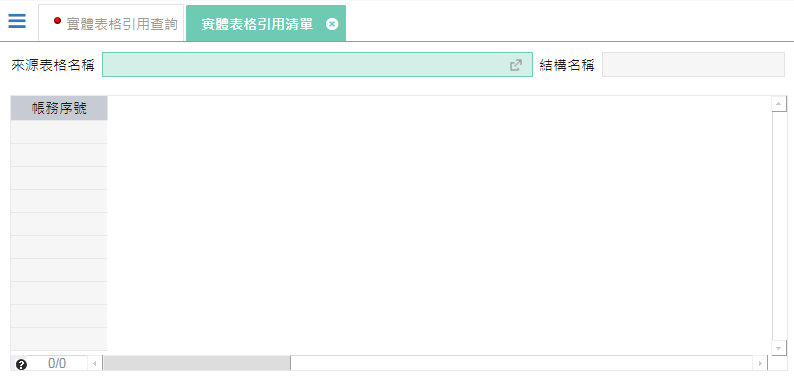 實體表格引用查詢
實體表格引用清單
來源表格名稱
結構名稱
帳務序號
0/0